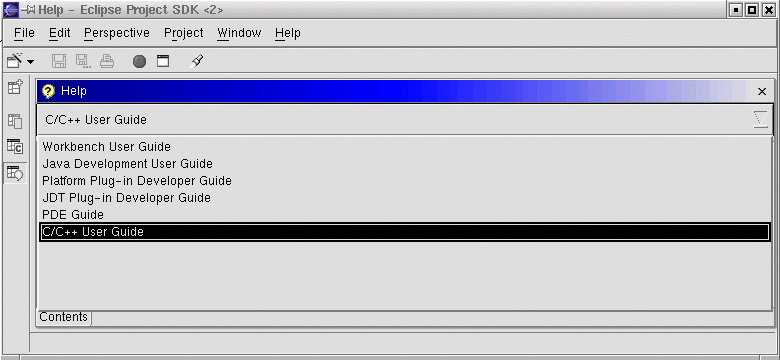 Help - Eclipse Project SDK <2>
File Edit Perspective Project Window Help
Help
C/C++ User Guide
Workbench User Guide
Java Development User Guide
Platform Plug-in Developer Guide
JDT Plug-in Developer Guide
PDE Guide
C/C++ User Guide
Contents